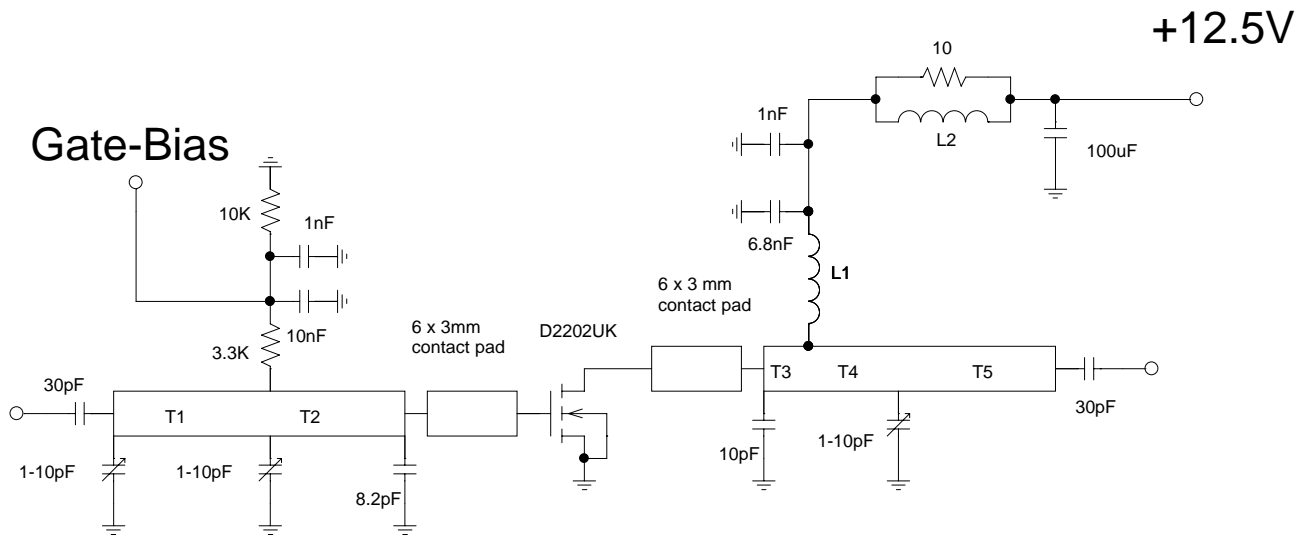 +12.5V
10
1nF
L2
100uF
Gate-Bias
10K
1nF
6.8nF
L1
6 x 3 mm
contact pad
10nF
6 x 3mm
contact pad
D2202UK
3.3K
30pF
T3
T4
T5
T1
T2
30pF
1-10pF
1-10pF
8.2pF
10pF
1-10pF